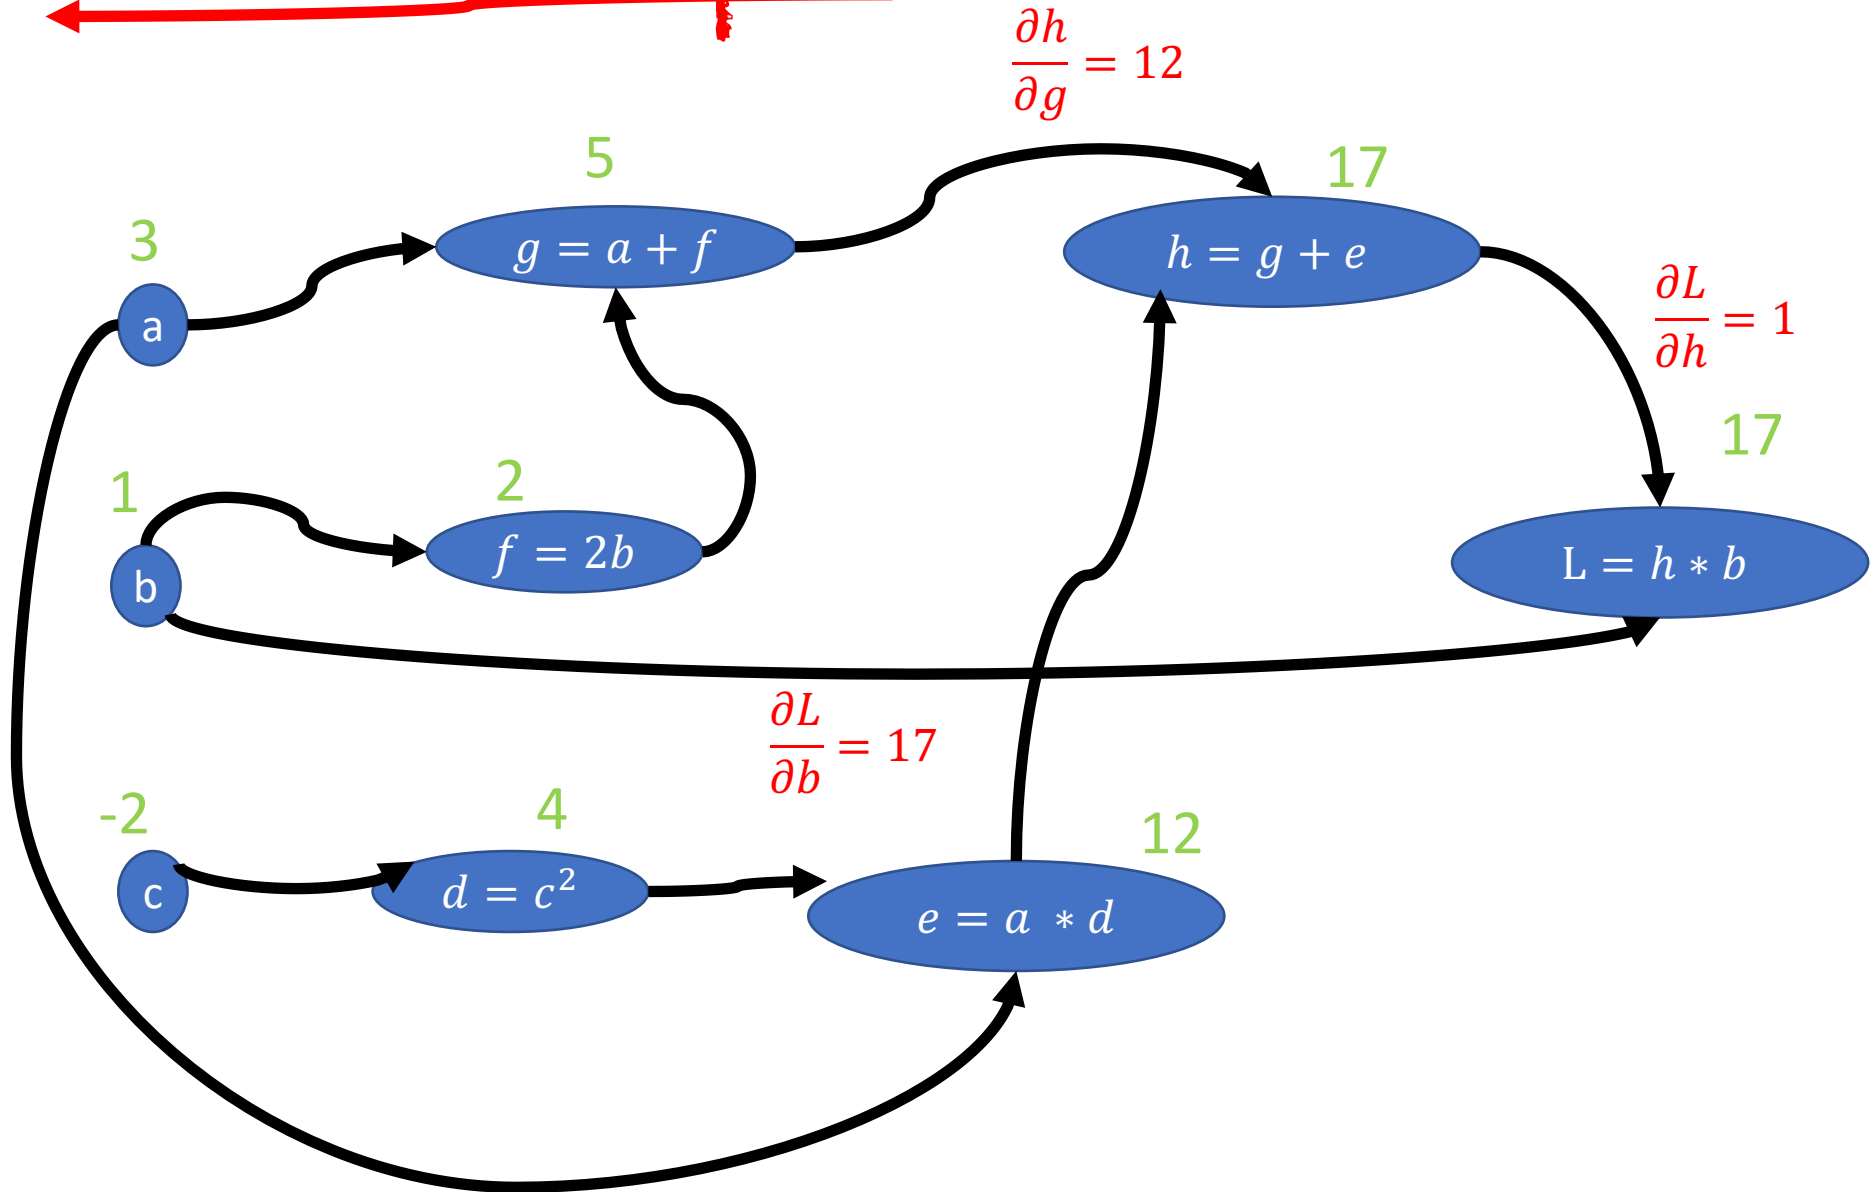 ∂h/∂g = 12
5
17
3
g = a + f
h = g + e
a
∂L/∂h = 1
17
1
2
f = 2b
L = h * b
b
∂L/∂b = 17
-2
4
12
c
d = c²
e = a * d